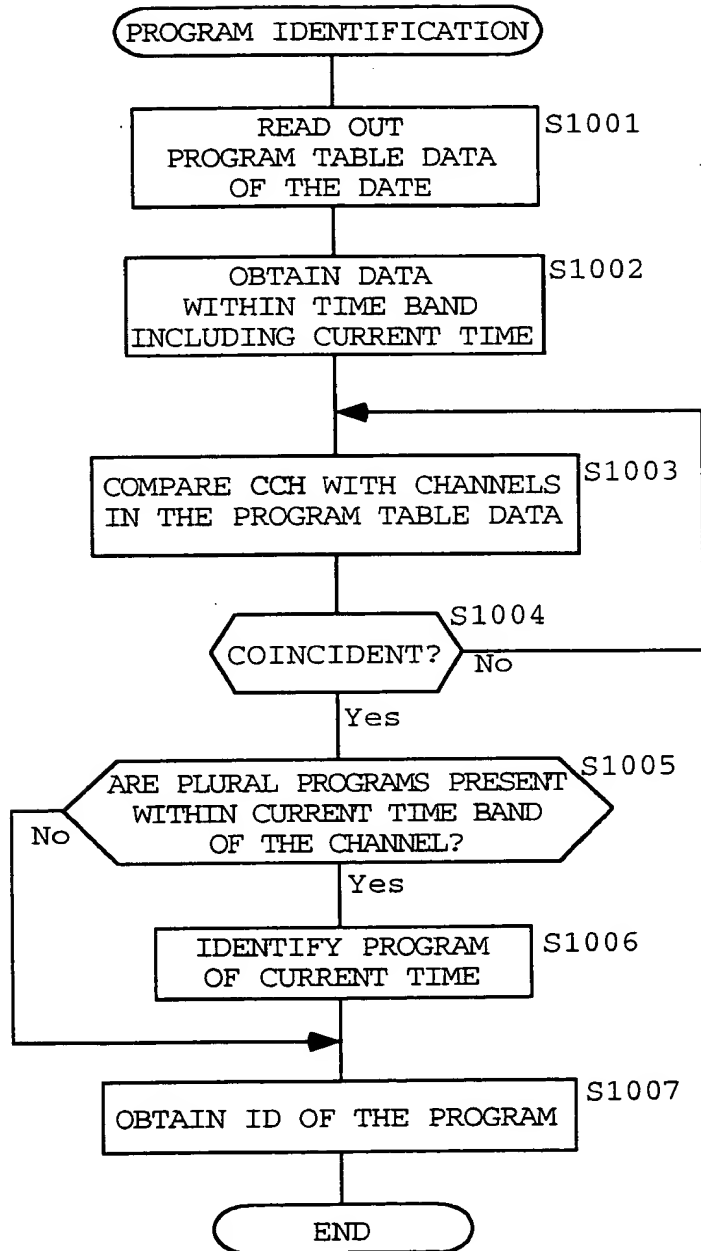 PROGRAM IDENTIFICATION
READ OUT
PROGRAM TABLE DATA
OF THE DATE
S1001
OBTAIN DATA
WITHIN TIME BAND
INCLUDING CURRENT TIME
S1002
COMPARE CCH WITH CHANNELS
IN THE PROGRAM TABLE DATA
S1003
COINCIDENT?
S1004
No
Yes
ARE PLURAL PROGRAMS PRESENT
WITHIN CURRENT TIME BAND
OF THE CHANNEL?
S1005
No
Yes
IDENTIFY PROGRAM
OF CURRENT TIME
S1006
OBTAIN ID OF THE PROGRAM
S1007
END